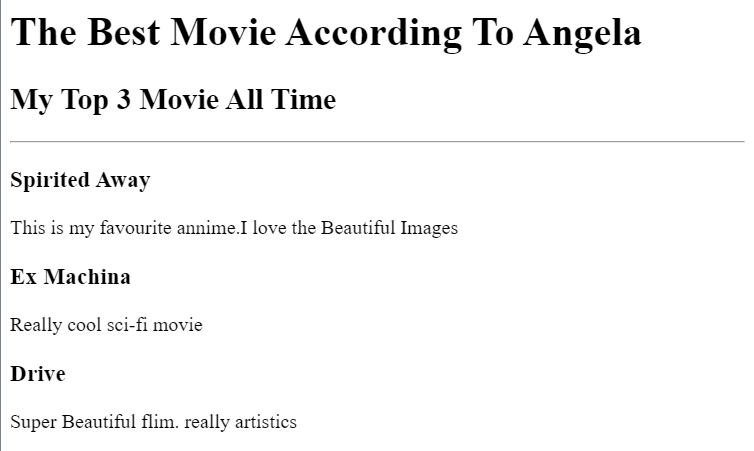 The Best Movie According To Angela
My Top 3 Movie All Time
Spirited Away
This is my favourite annime.I love the Beautiful Images
Ex Machina
Really cool sci-fi movie
Drive
Super Beautiful flim. really artistics